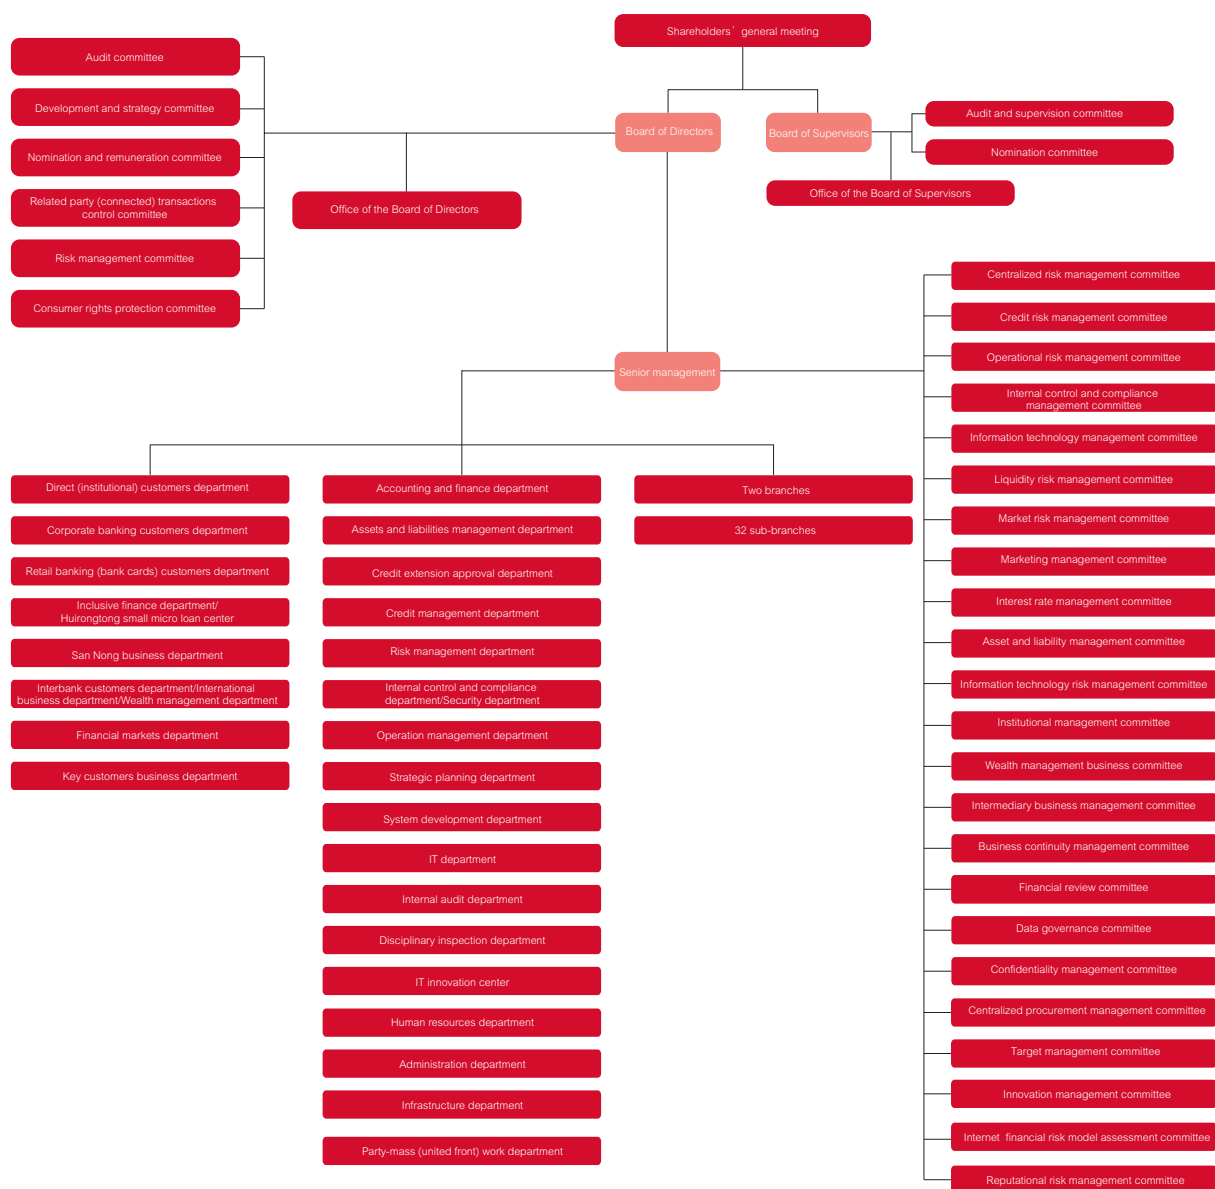 Shareholders' general meeting
Board of Directors
Board of Supervisors
Audit committee
Development and strategy committee
Nomination and remuneration committee
Related party (connected) transactions
control committee
Risk management committee
Consumer rights protection committee
Office of the Board of Directors
Audit and supervision committee
Nomination committee
Office of the Board of Supervisors
Senior management
Direct (institutional) customers department
Corporate banking customers department
Retail banking (bank cards) customers department
Inclusive finance department/
Huirongtong small micro loan center
San Nong business department
Interbank customers department/International
business department/Wealth management department
Financial markets department
Key customers business department
Accounting and finance department
Assets and liabilities management department
Credit extension approval department
Credit management department
Risk management department
Internal control and compliance
department/Security department
Operation management department
Strategic planning department
System development department
IT department
Internal audit department
Disciplinary inspection department
IT innovation center
Human resources department
Administration department
Infrastructure department
Party-mass (united front) work department
Two branches
32 sub-branches
Centralized risk management committee
Credit risk management committee
Operational risk management committee
Internal control and compliance
management committee
Information technology management committee
Liquidity risk management committee
Market risk management committee
Marketing management committee
Interest rate management committee
Asset and liability management committee
Information technology risk management committee
Institutional management committee
Wealth management business committee
Intermediary business management committee
Business continuity management committee
Financial review committee
Data governance committee
Confidentiality management committee
Centralized procurement management committee
Target management committee
Innovation management committee
Internet financial risk model assessment committee
Reputational risk management committee